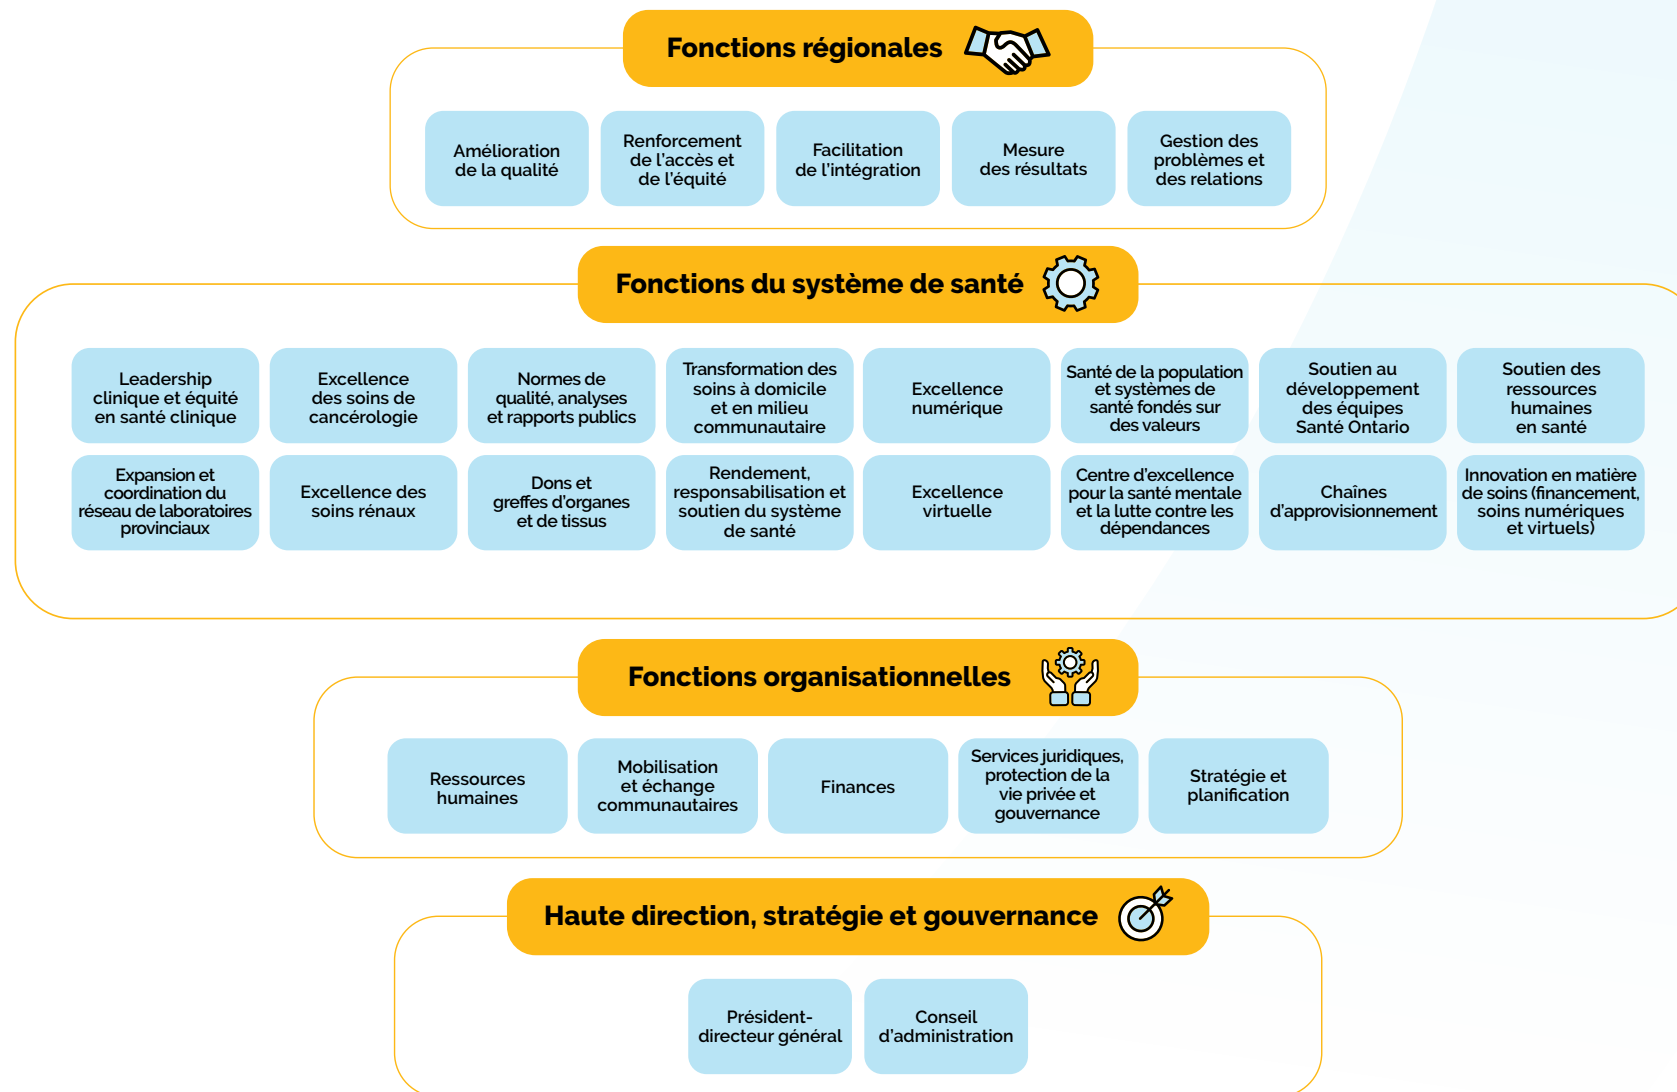 Fonctions régionales
Amélioration
de la qualité
Renforcement
de l'accès et
de l'équité
Facilitation
de l'intégration
Mesure
des résultats
Gestion des
problèmes et
des relations
Fonctions du système de santé
Leadership
clinique et équité
en santé clinique
Excellence
des soins de
cancérologie
Normes de
qualité, analyses
et rapports publics
Transformation des
soins à domicile
et en milieu
communautaire
Excellence
numérique
Santé de la population
et systèmes de
santé fondés sur
des valeurs
Soutien au
développement
des équipes
Santé Ontario
Soutien des
ressources
humaines
en santé
Expansion et
coordination du
réseau de laboratoires
provinciaux
Excellence des
soins rénaux
Dons et
greffes d'organes
et de tissus
Rendement,
responsabilisation et
soutien du système
de santé
Excellence
virtuelle
Centre d'excellence
pour la santé mentale
et la lutte contre les
dépendances
Chaînes
d'approvisionnement
Innovation en matière
de soins (financement,
soins numériques
et virtuels)
Fonctions organisationnelles
Ressources
humaines
Mobilisation
et échange
communautaires
Finances
Services juridiques,
protection de la
vie privée et
gouvernance
Stratégie et
planification
Haute direction, stratégie et gouvernance
Président-
directeur général
Conseil
d'administration